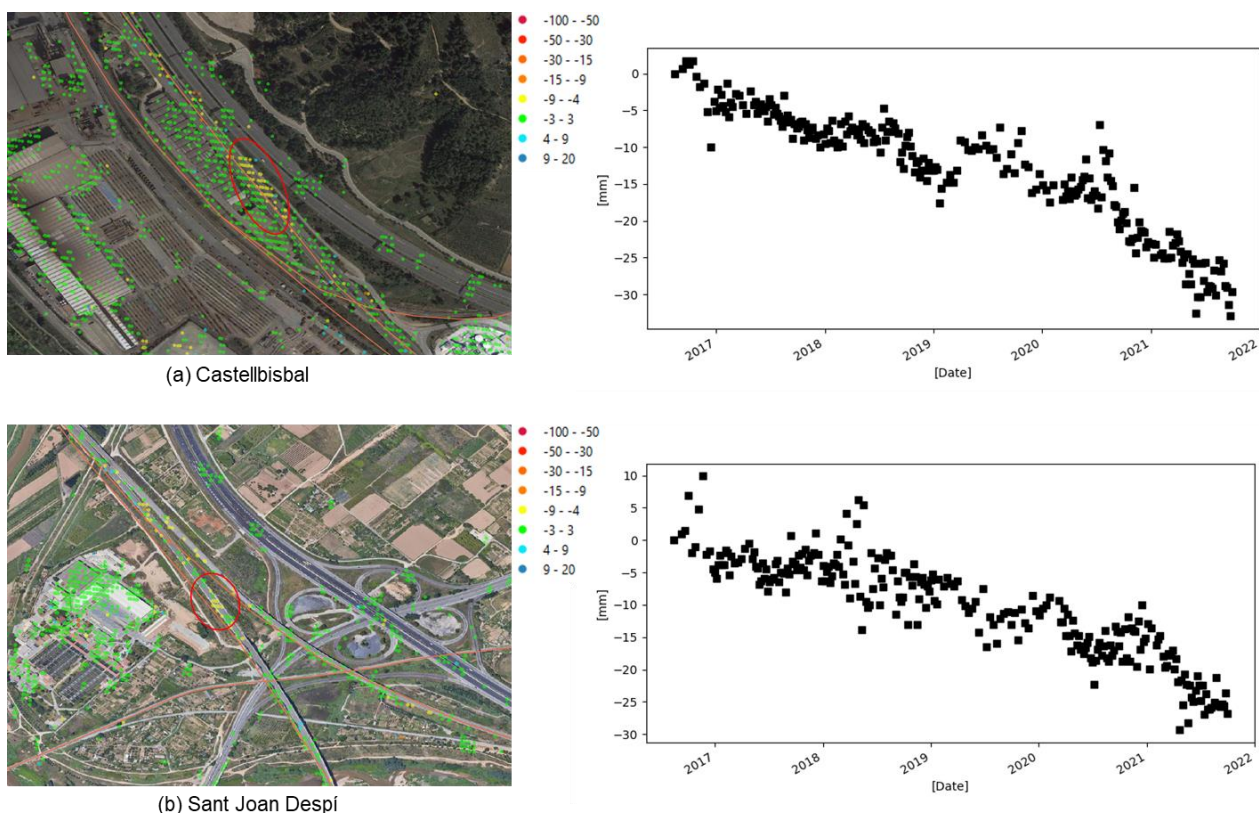 -100 - -50
-50 - -30
-30 - -15
-15 - -9
-9 - -4
-3 - 3
4 - 9
9 - 20
0
-5
-10
-15
-20
-25
-30
[mm]
2017
2018
2019
2020
2021
2022
[Date]
(a) Castellbisbal
-100 - -50
-50 - -30
-30 - -15
-15 - -9
-9 - -4
-3 - 3
4 - 9
9 - 20
10
5
0
-5
-10
-15
-20
-25
-30
[mm]
2017
2018
2019
2020
2021
2022
[Date]
(b) Sant Joan Despí